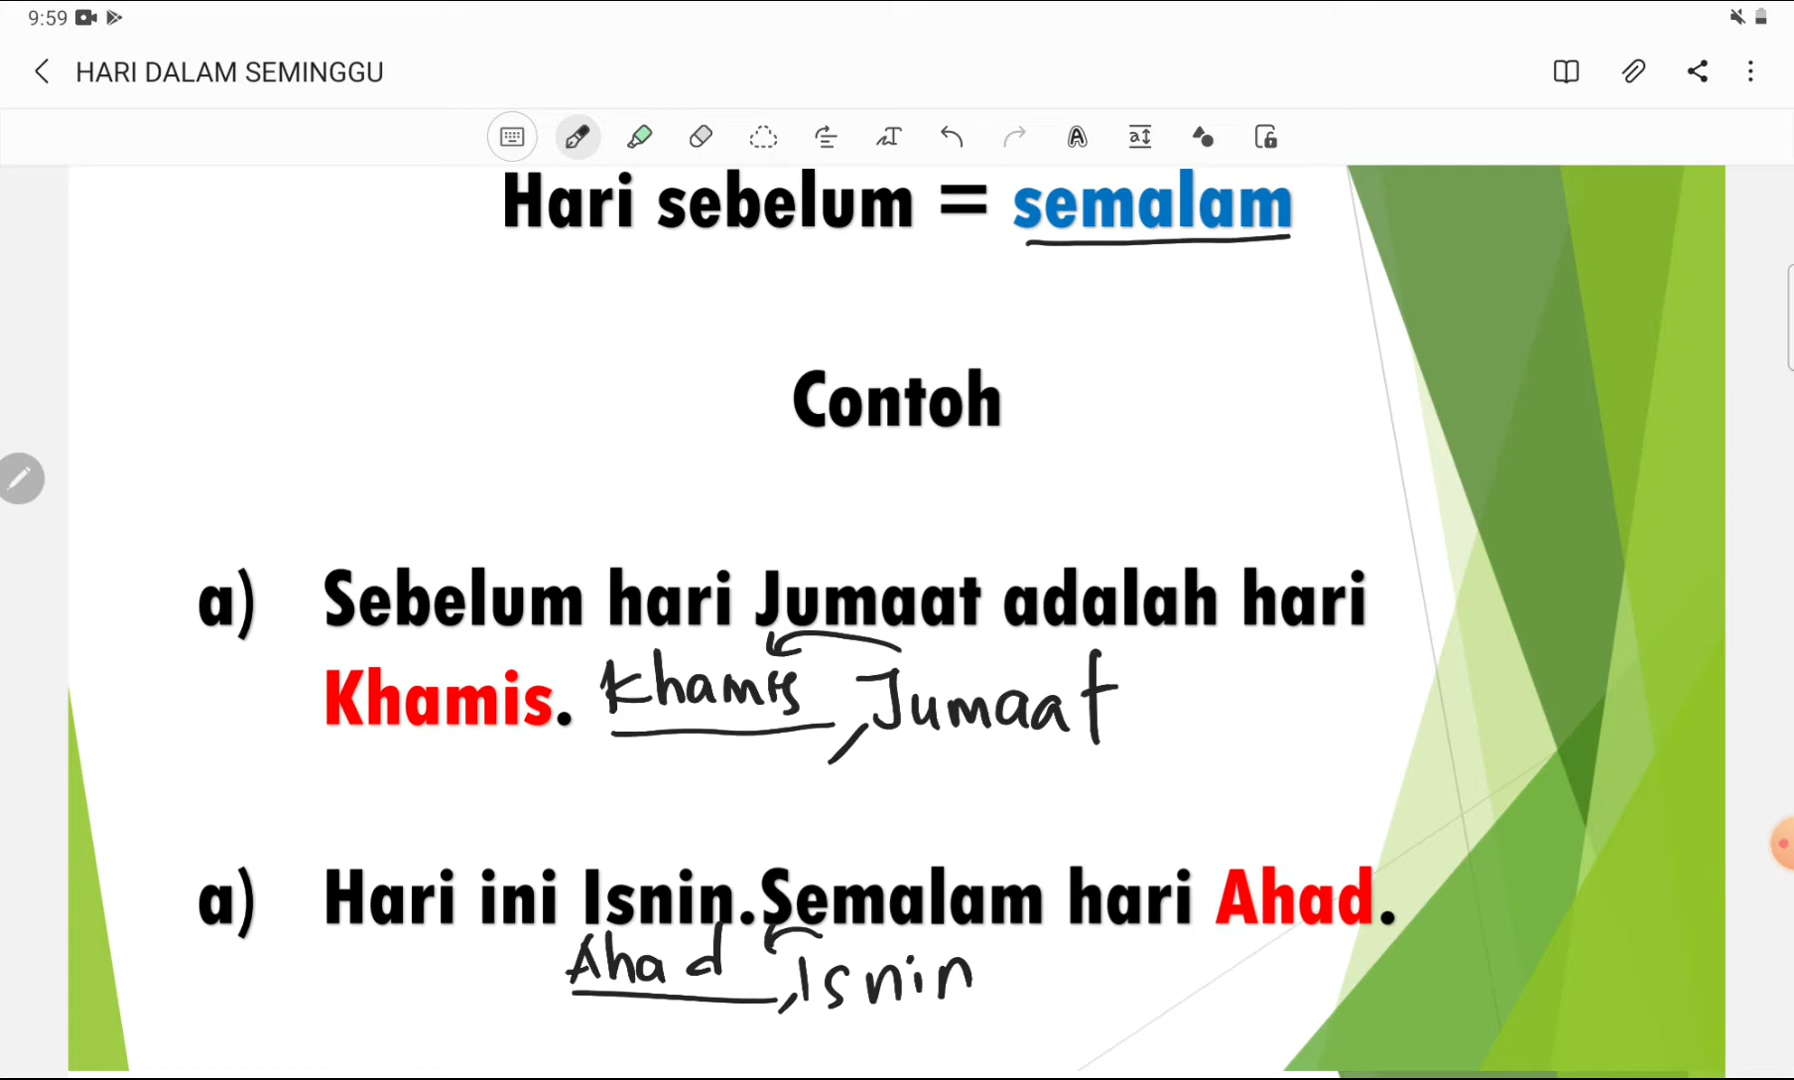 9:59
HARI DALAM SEMINGGU
Hari sebelum = semalam
Contoh
a) Sebelum hari Jumaat adalah hari
Khamis. Khamis, Jumaat
a) Hari ini Isnin.Semalam hari Ahad.
Ahad, Isnin